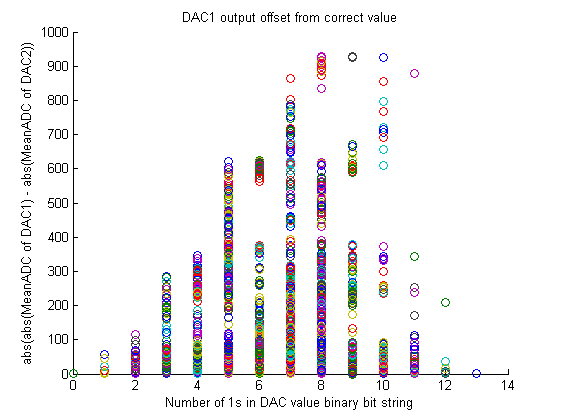 DAC1 output offset from correct value
1000
900
800
700
600
500
400
300
200
100
0
abs(abs(MeanADC of DAC1) - abs(MeanADC of DAC2))
0 2 4 6 8 10 12 14
Number of 1s in DAC value binary bit string